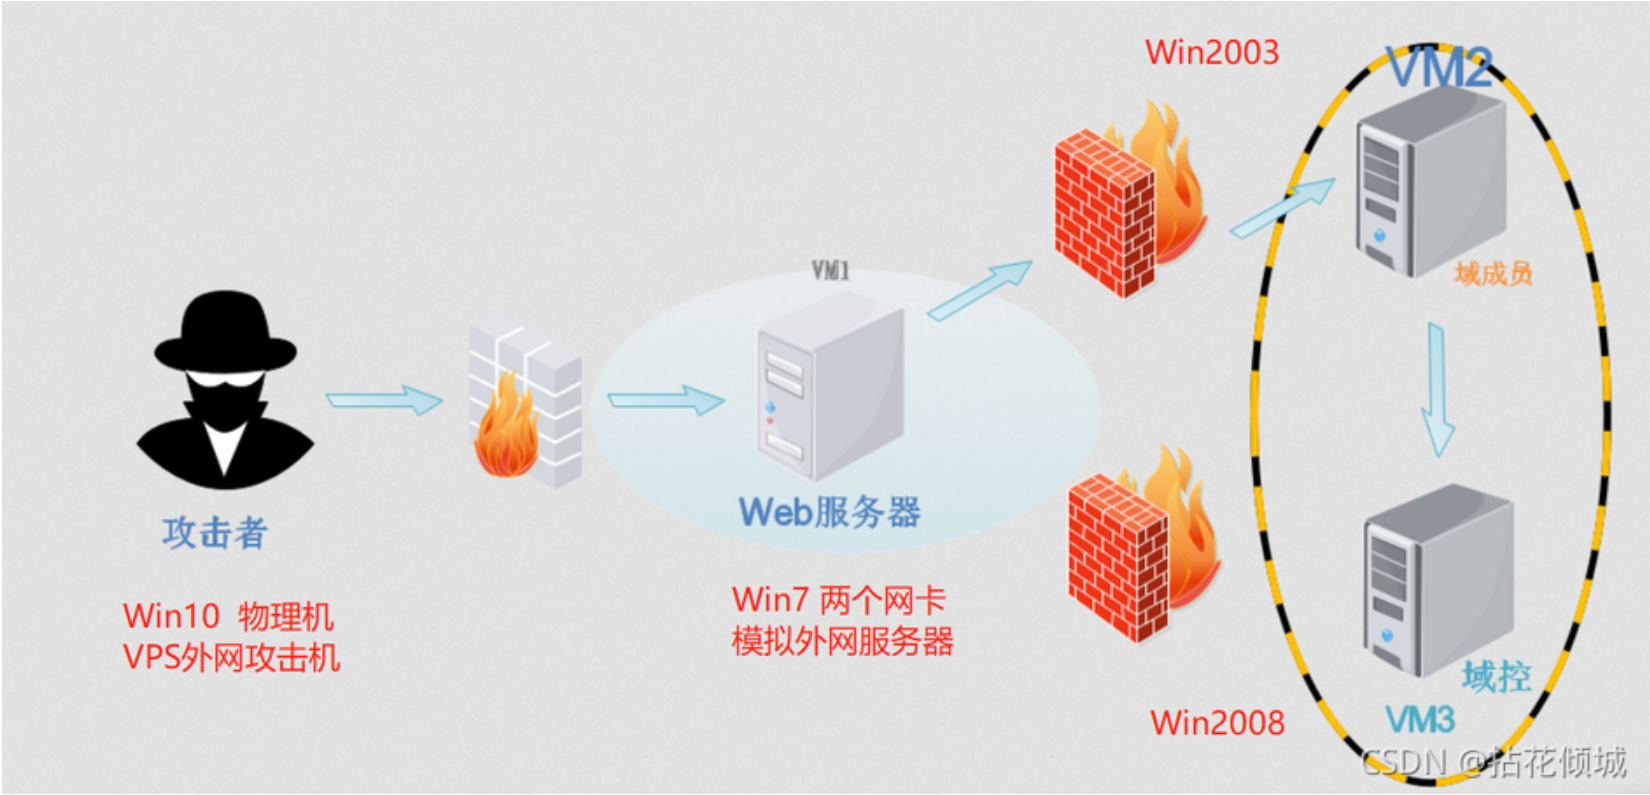 Win2003
VM2
域成员
VM1
Web服务器
攻击者
Win10 物理机
VPS外网攻击机
Win7 两个网卡
模拟外网服务器
域控
VM3
Win2008
CSDN @拈花倾城